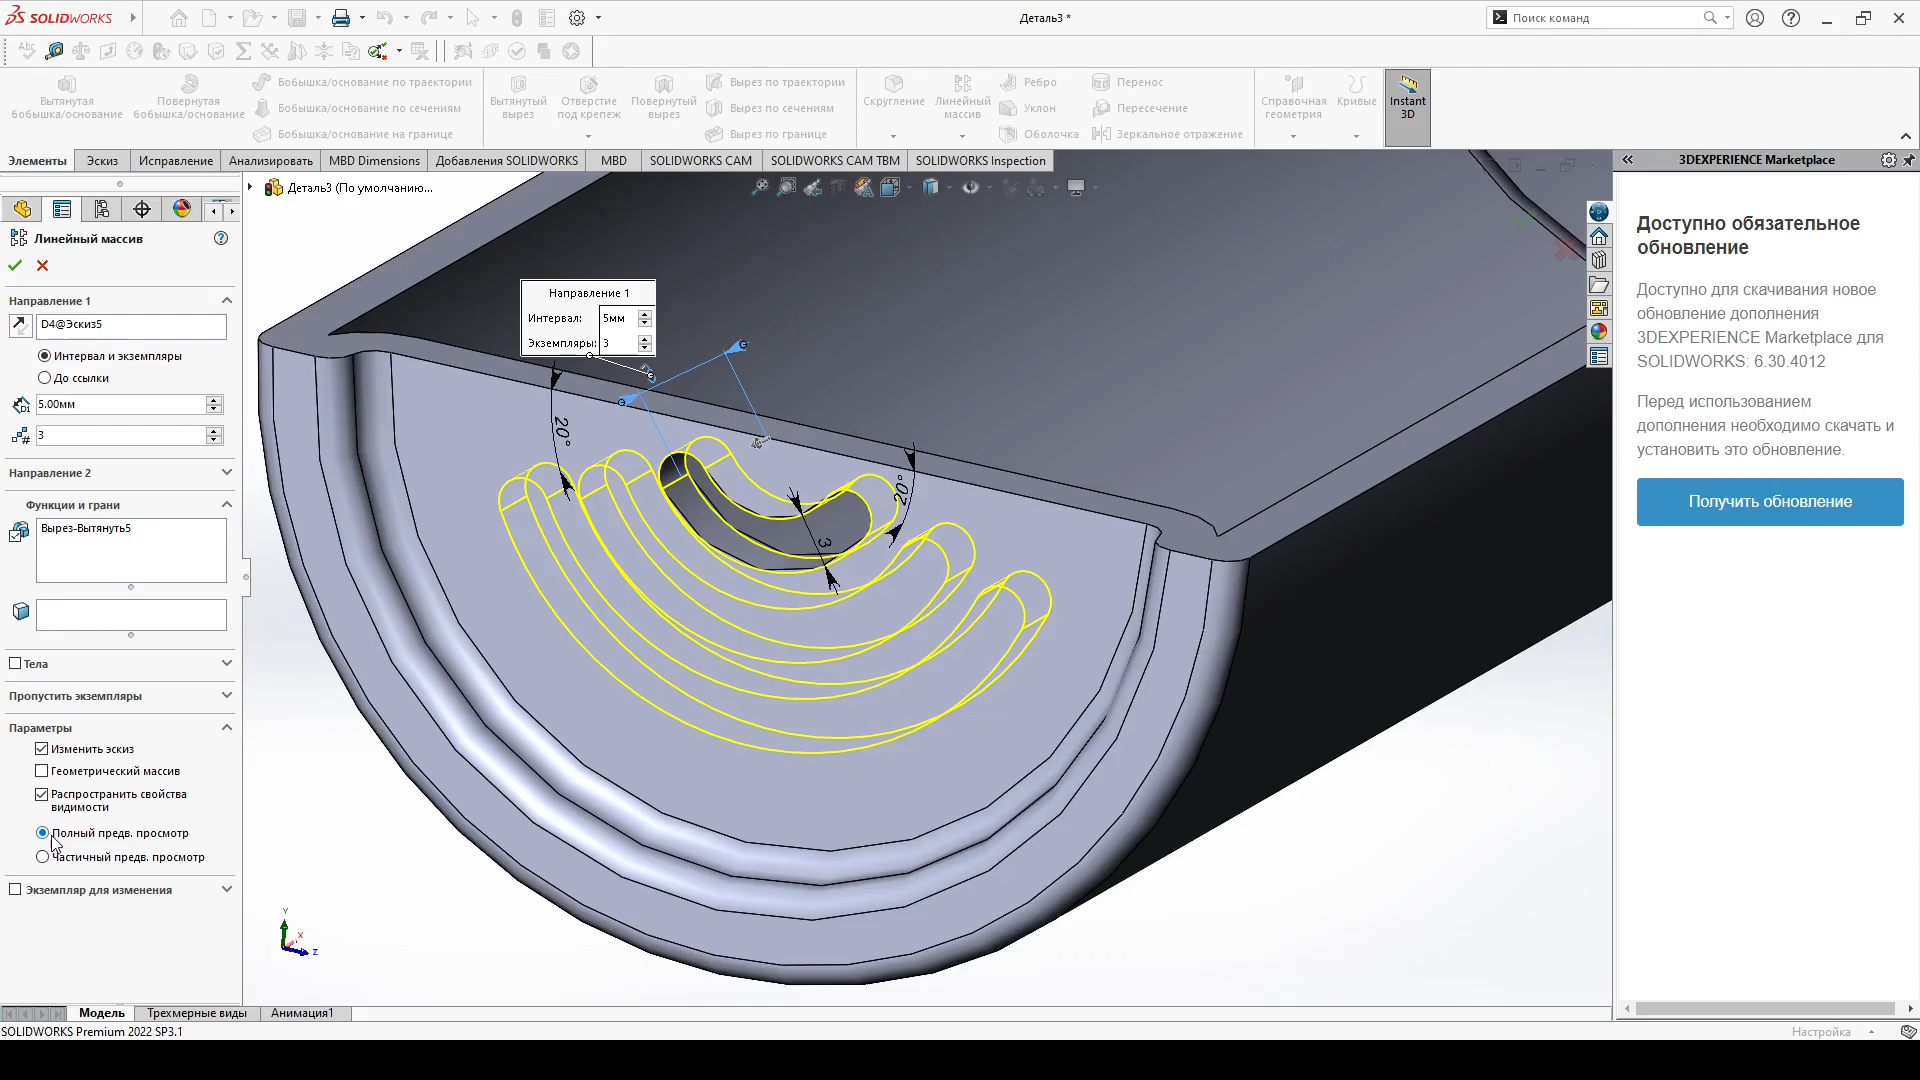 SOLIDWORKS
Деталь3 *
Поиск команд
Вытянутая
бобышка/основание
Повернутая
бобышка/основание
Бобышка/основание по траектории
Бобышка/основание по сечениям
Бобышка/основание на границе
Вытянутый
вырез
Отверстие
под крепеж
Повернутый
вырез
Вырез по траектории
Вырез по сечениям
Вырез по границе
Скругление
Линейный
массив
Ребро
Уклон
Оболочка
Перенос
Пересечение
Зеркальное отражение
Справочная
геометрия
Кривые
Instant
3D
Элементы
Эскиз
Исправление
Анализировать
MBD Dimensions
Добавления SOLIDWORKS
MBD
SOLIDWORKS CAM
SOLIDWORKS CAM TBM
SOLIDWORKS Inspection
3DEXPERIENCE Marketplace
Деталь3 (По умолчанию...
Линейный массив
Направление 1
D4@Эскиз5
Интервал и экземпляры
До ссылки
5.00мм
3
Направление 2
Функции и грани
Вырез-Вытянуть5
Тела
Пропустить экземпляры
Параметры
Изменить эскиз
Геометрический массив
Распространить свойства
видимости
Полный предв. просмотр
Частичный предв. просмотр
Экземпляр для изменения
Направление 1
Интервал: 5мм
Экземпляры: 3
20°
20°
3
Y
X
Z
Доступно обязательное
обновление
Доступно для скачивания новое
обновление дополнения
3DEXPERIENCE Marketplace для
SOLIDWORKS: 6.30.4012
Перед использованием
дополнения необходимо скачать и
установить это обновление.
Получить обновление
Модель
Трехмерные виды
Анимация1
SOLIDWORKS Premium 2022 SP3.1
Настройка